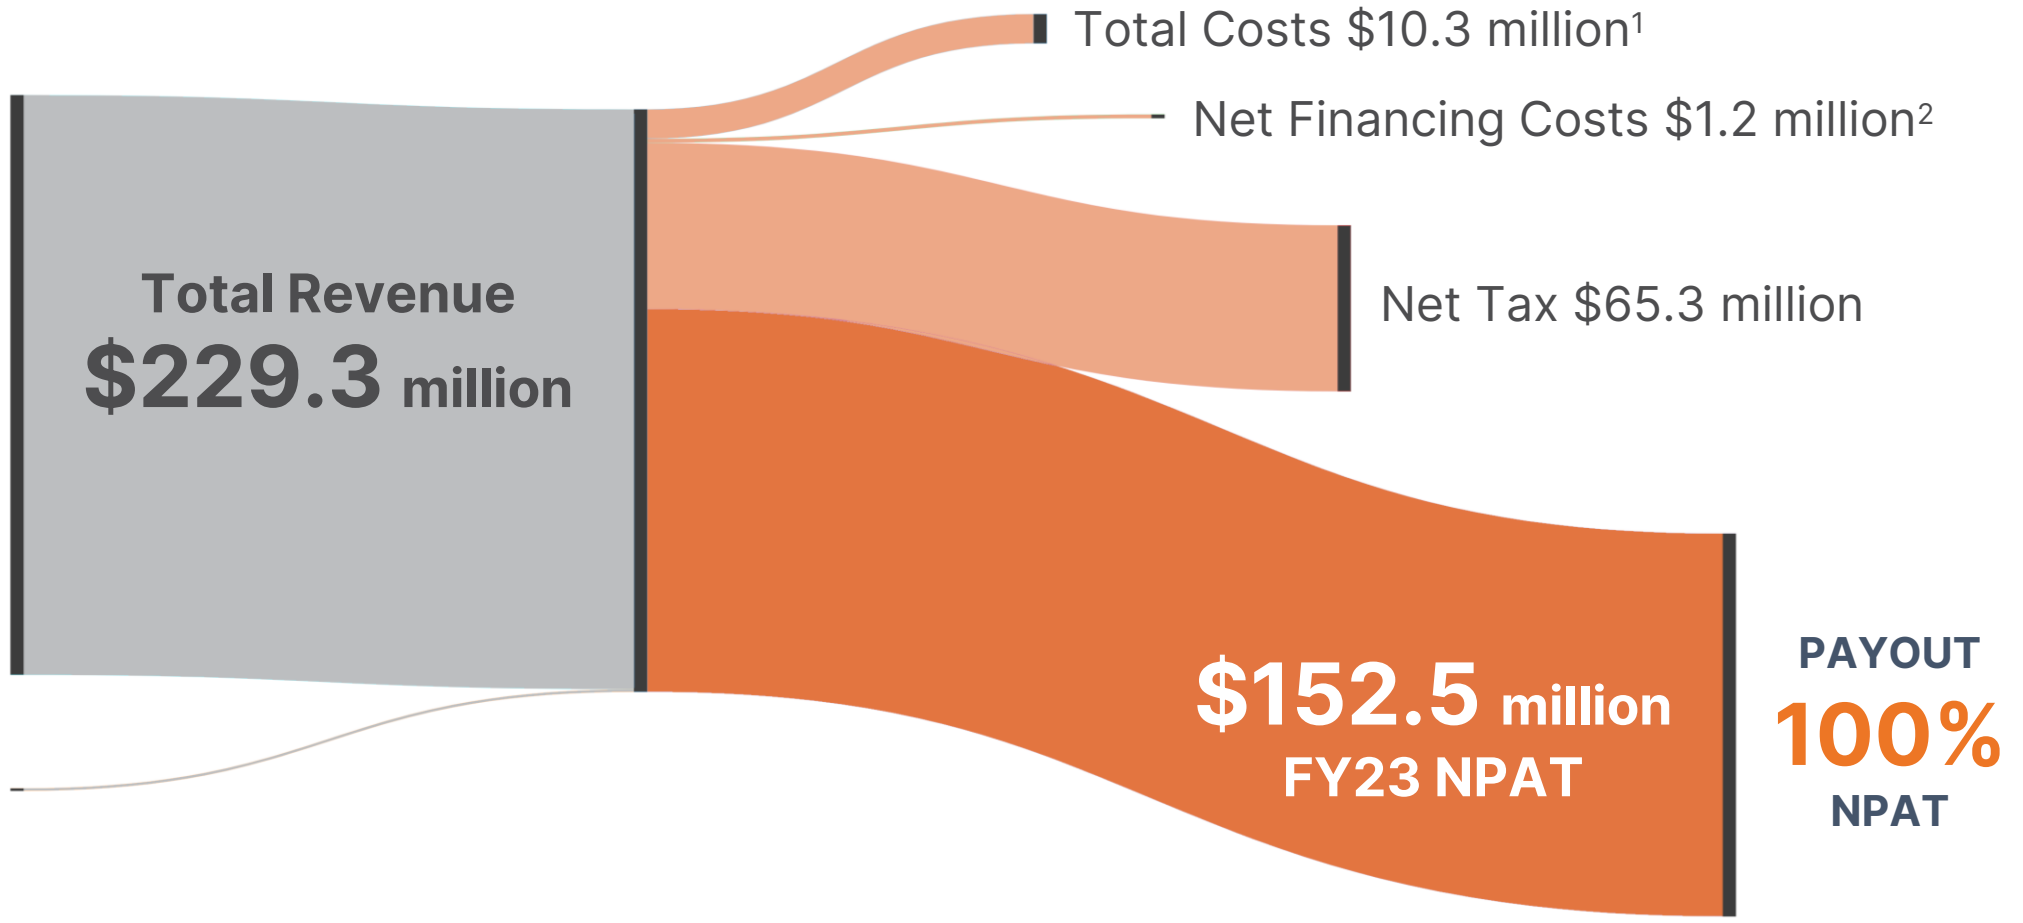 Total Costs $10.3 million¹
Net Financing Costs $1.2 million²
Total Revenue
$229.3 million
Net Tax $65.3 million
$152.5 million
FY23 NPAT
PAYOUT
100%
NPAT